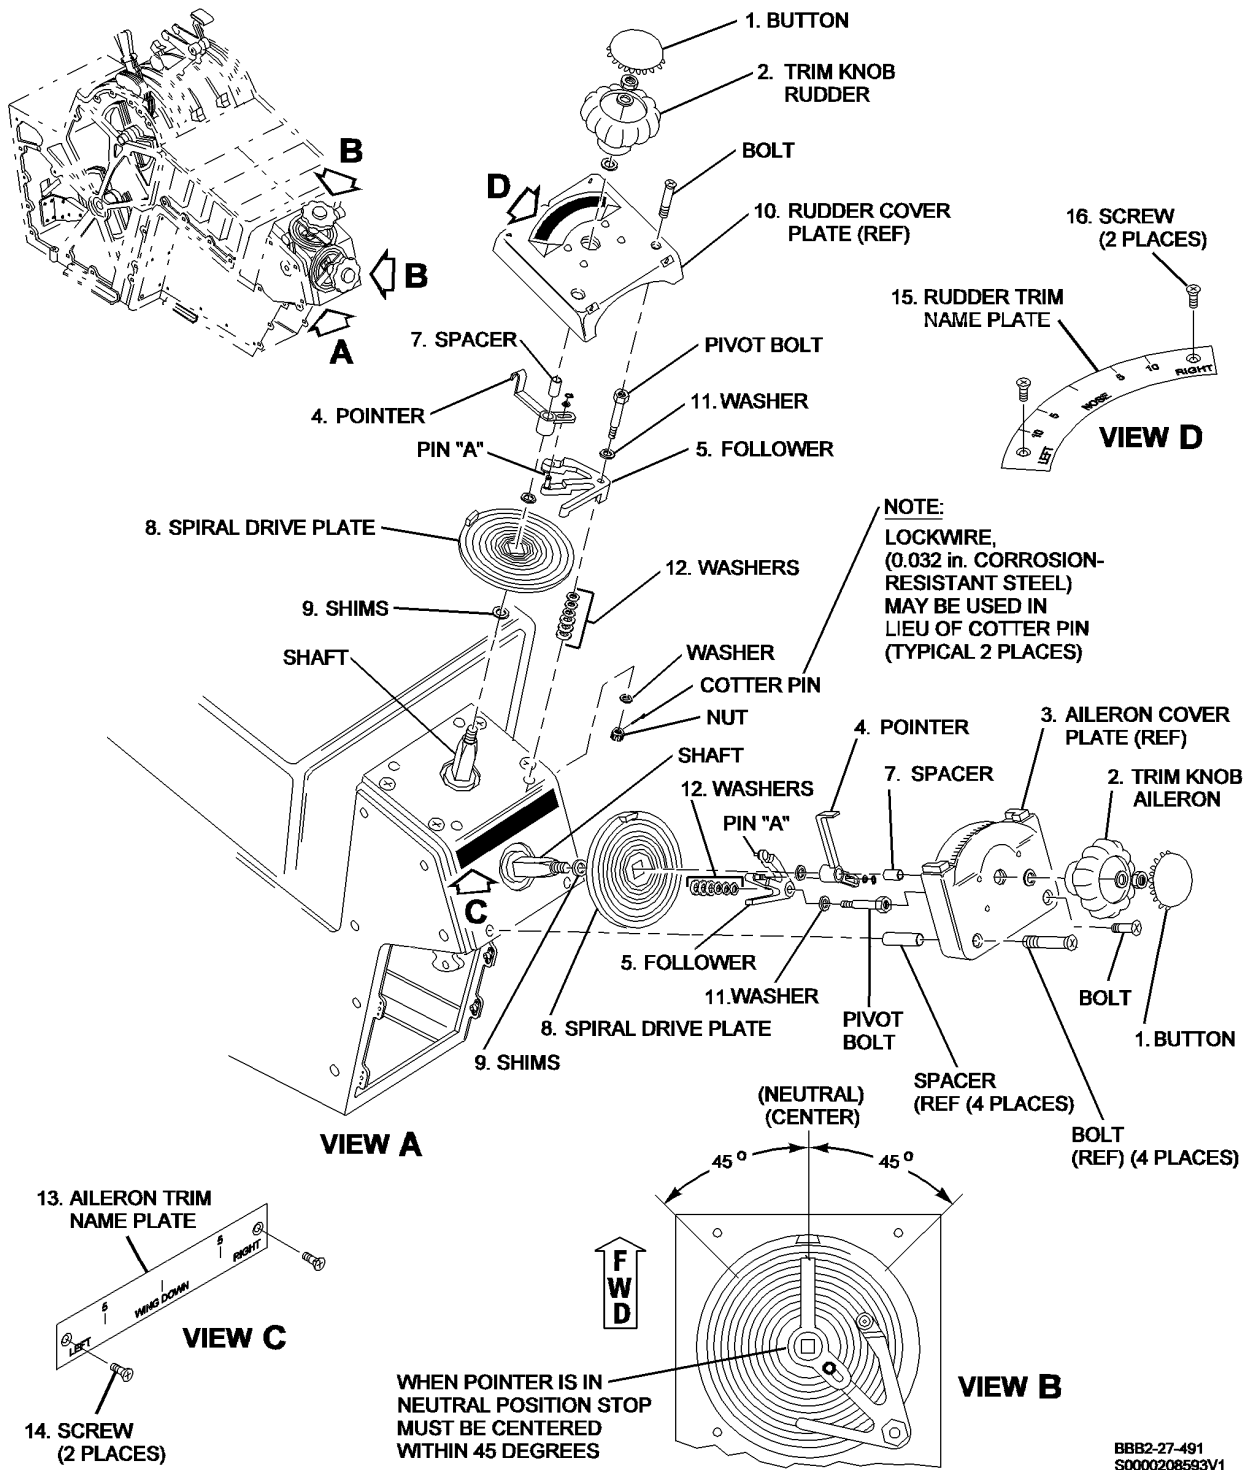 1. BUTTON
2. TRIM KNOB
RUDDER
BOLT
D
10. RUDDER COVER
PLATE (REF)
16. SCREW
(2 PLACES)
B
B
A
15. RUDDER TRIM
NAME PLATE
7. SPACER
PIVOT BOLT
4. POINTER
11. WASHER
PIN "A"
5. FOLLOWER
10 5 NOSE 5 10
LEFT RIGHT
VIEW D
8. SPIRAL DRIVE PLATE
NOTE:
LOCKWIRE,
(0.032 in. CORROSION-
RESISTANT STEEL)
MAY BE USED IN
LIEU OF COTTER PIN
(TYPICAL 2 PLACES)
12. WASHERS
9. SHIMS
SHAFT
WASHER
COTTER PIN
NUT
SHAFT
4. POINTER
3. AILERON COVER
PLATE (REF)
7. SPACER
2. TRIM KNOB
AILERON
12. WASHERS
PIN "A"
C
5. FOLLOWER
11. WASHER
8. SPIRAL DRIVE PLATE
9. SHIMS
PIVOT
BOLT
BOLT
1. BUTTON
SPACER
(REF (4 PLACES)
BOLT
(REF) (4 PLACES)
VIEW A
(NEUTRAL)
(CENTER)
45° 45°
13. AILERON TRIM
NAME PLATE
5 5
LEFT WING DOWN RIGHT
VIEW C
14. SCREW
(2 PLACES)
FWD
WHEN POINTER IS IN
NEUTRAL POSITION STOP
MUST BE CENTERED
WITHIN 45 DEGREES
VIEW B
BBB2-27-491
S0000208593V1